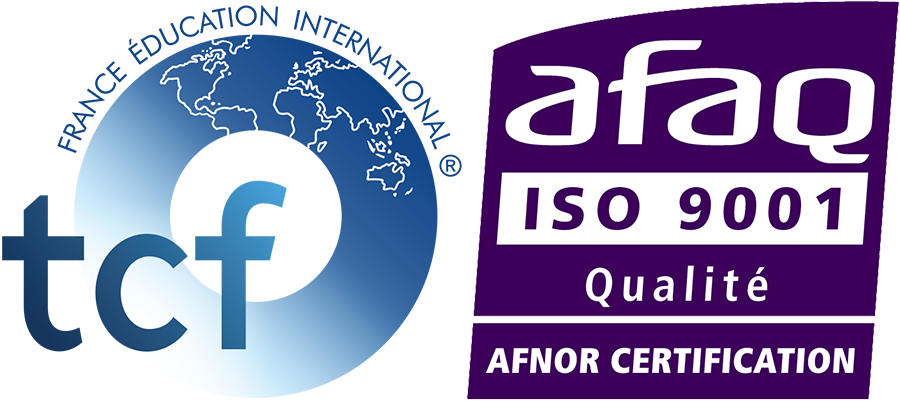 FRANCE ÉDUCATION INTERNATIONAL ®
tcf
afaq
ISO 9001
Qualité
AFNOR CERTIFICATION